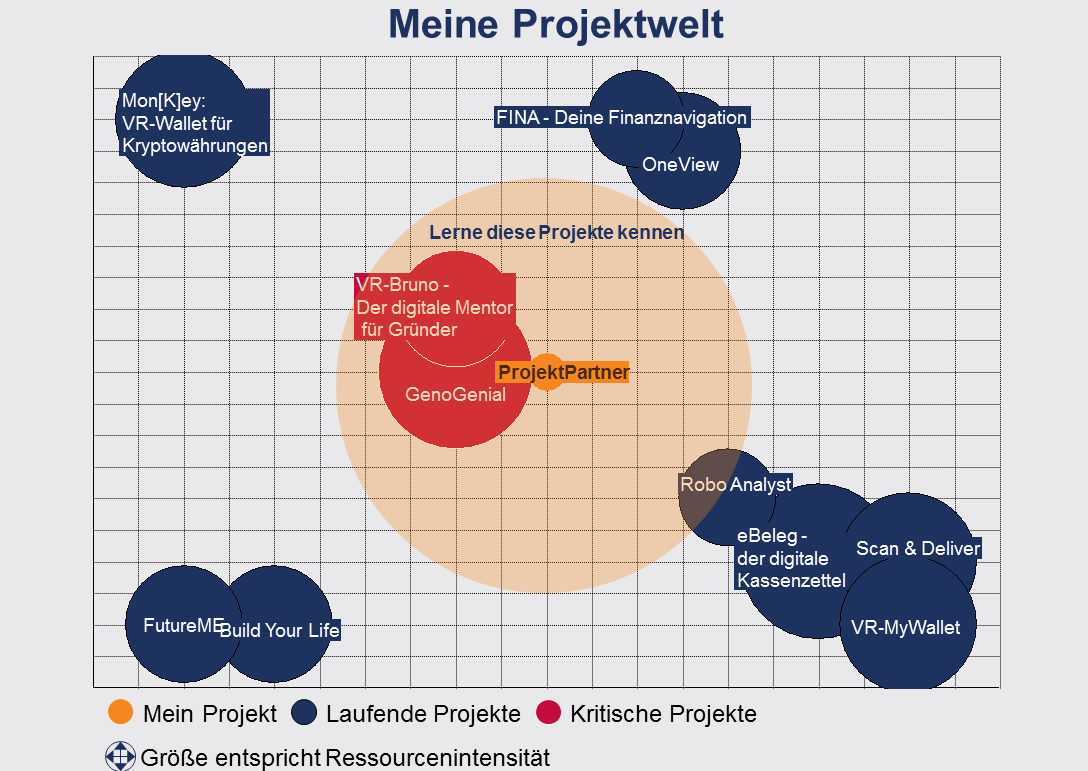 Meine Projektwelt
Mon[K]ey:
VR-Wallet für
Kryptowährungen
FINA - Deine Finanznavigation
OneView
Lerne diese Projekte kennen
VR-Bruno -
Der digitale Mentor
für Gründer
ProjektPartner
GenoGenial
Robo Analyst
eBeleg -
der digitale
Kassenzettel
Scan & Deliver
FutureME
Build Your Life
VR-MyWallet
Mein Projekt
Laufende Projekte
Kritische Projekte
Größe entspricht Ressourcenintensität